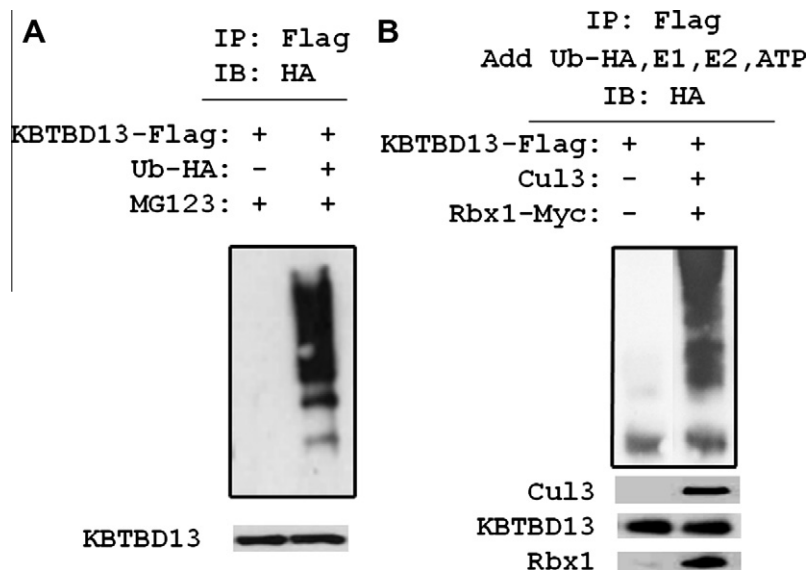 A
IP: Flag
IB: HA
KBTBD13-Flag: + +
Ub-HA: - +
MG123: + +
KBTBD13
B
IP: Flag
Add Ub-HA,E1,E2,ATP
IB: HA
KBTBD13-Flag: + +
Cul3: - +
Rbx1-Myc: - +
Cul3
KBTBD13
Rbx1